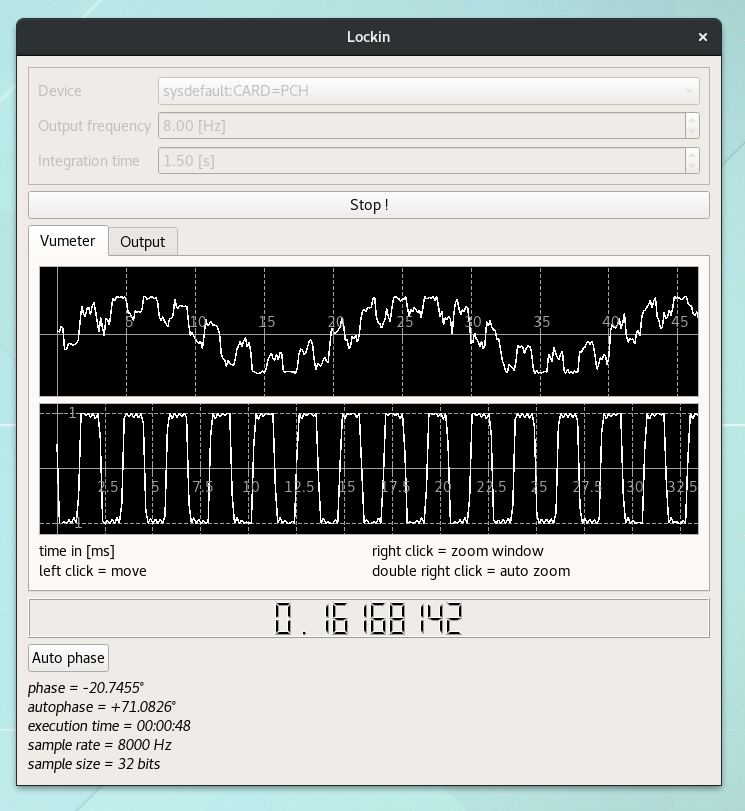 Lockin
Device sysdefault:CARD=PCH
Output frequency 8.00 [Hz]
Integration time 1.50 [s]
Stop !
Vumeter Output
5 10 15 20 25 30 35 40 45
1
2.5 5 7.5 10 12.5 15 17.5 20 22.5 25 27.5 30 32.5
-1
time in [ms] right click = zoom window
left click = move double right click = auto zoom
0.16168142
Auto phase
phase = -20.7455°
autophase = +71.0826°
execution time = 00:00:48
sample rate = 8000 Hz
sample size = 32 bits